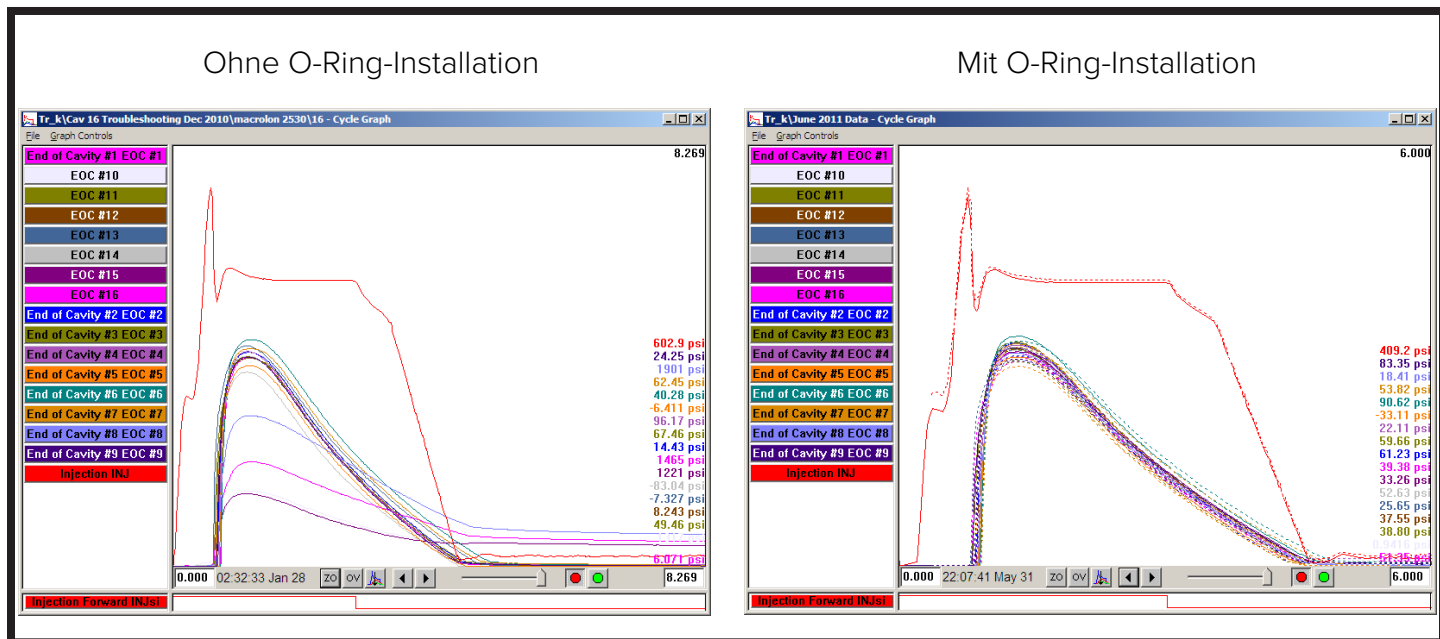 Ohne O-Ring-Installation
Tr_k\Cav 16 Troubleshooting Dec 2010\macrolon 2530\16 - Cycle Graph
File Graph Controls
End of Cavity #1 EOC #1
EOC #10
EOC #11
EOC #12
EOC #13
EOC #14
EOC #15
EOC #16
End of Cavity #2 EOC #2
End of Cavity #3 EOC #3
End of Cavity #4 EOC #4
End of Cavity #5 EOC #5
End of Cavity #6 EOC #6
End of Cavity #7 EOC #7
End of Cavity #8 EOC #8
End of Cavity #9 EOC #9
Injection INJ
8.269
602.9 psi
24.25 psi
1901 psi
62.45 psi
40.28 psi
-6.411 psi
96.17 psi
67.46 psi
14.43 psi
1465 psi
1221 psi
-83.04 psi
-7.327 psi
8.243 psi
49.46 psi
6.071 psi
0.000 02:32:33 Jan 28 ZO OV 8.269
Injection Forward INJsi
Mit O-Ring-Installation
Tr_k\June 2011 Data - Cycle Graph
File Graph Controls
End of Cavity #1 EOC #1
EOC #10
EOC #11
EOC #12
EOC #13
EOC #14
EOC #15
EOC #16
End of Cavity #2 EOC #2
End of Cavity #3 EOC #3
End of Cavity #4 EOC #4
End of Cavity #5 EOC #5
End of Cavity #6 EOC #6
End of Cavity #7 EOC #7
End of Cavity #8 EOC #8
End of Cavity #9 EOC #9
Injection INJ
6.000
409.2 psi
83.35 psi
18.41 psi
53.82 psi
90.62 psi
-33.11 psi
22.11 psi
59.66 psi
61.23 psi
39.38 psi
33.26 psi
52.63 psi
25.65 psi
37.55 psi
38.80 psi
0.000 22:07:41 May 31 ZO OV 6.000
Injection Forward INJsi